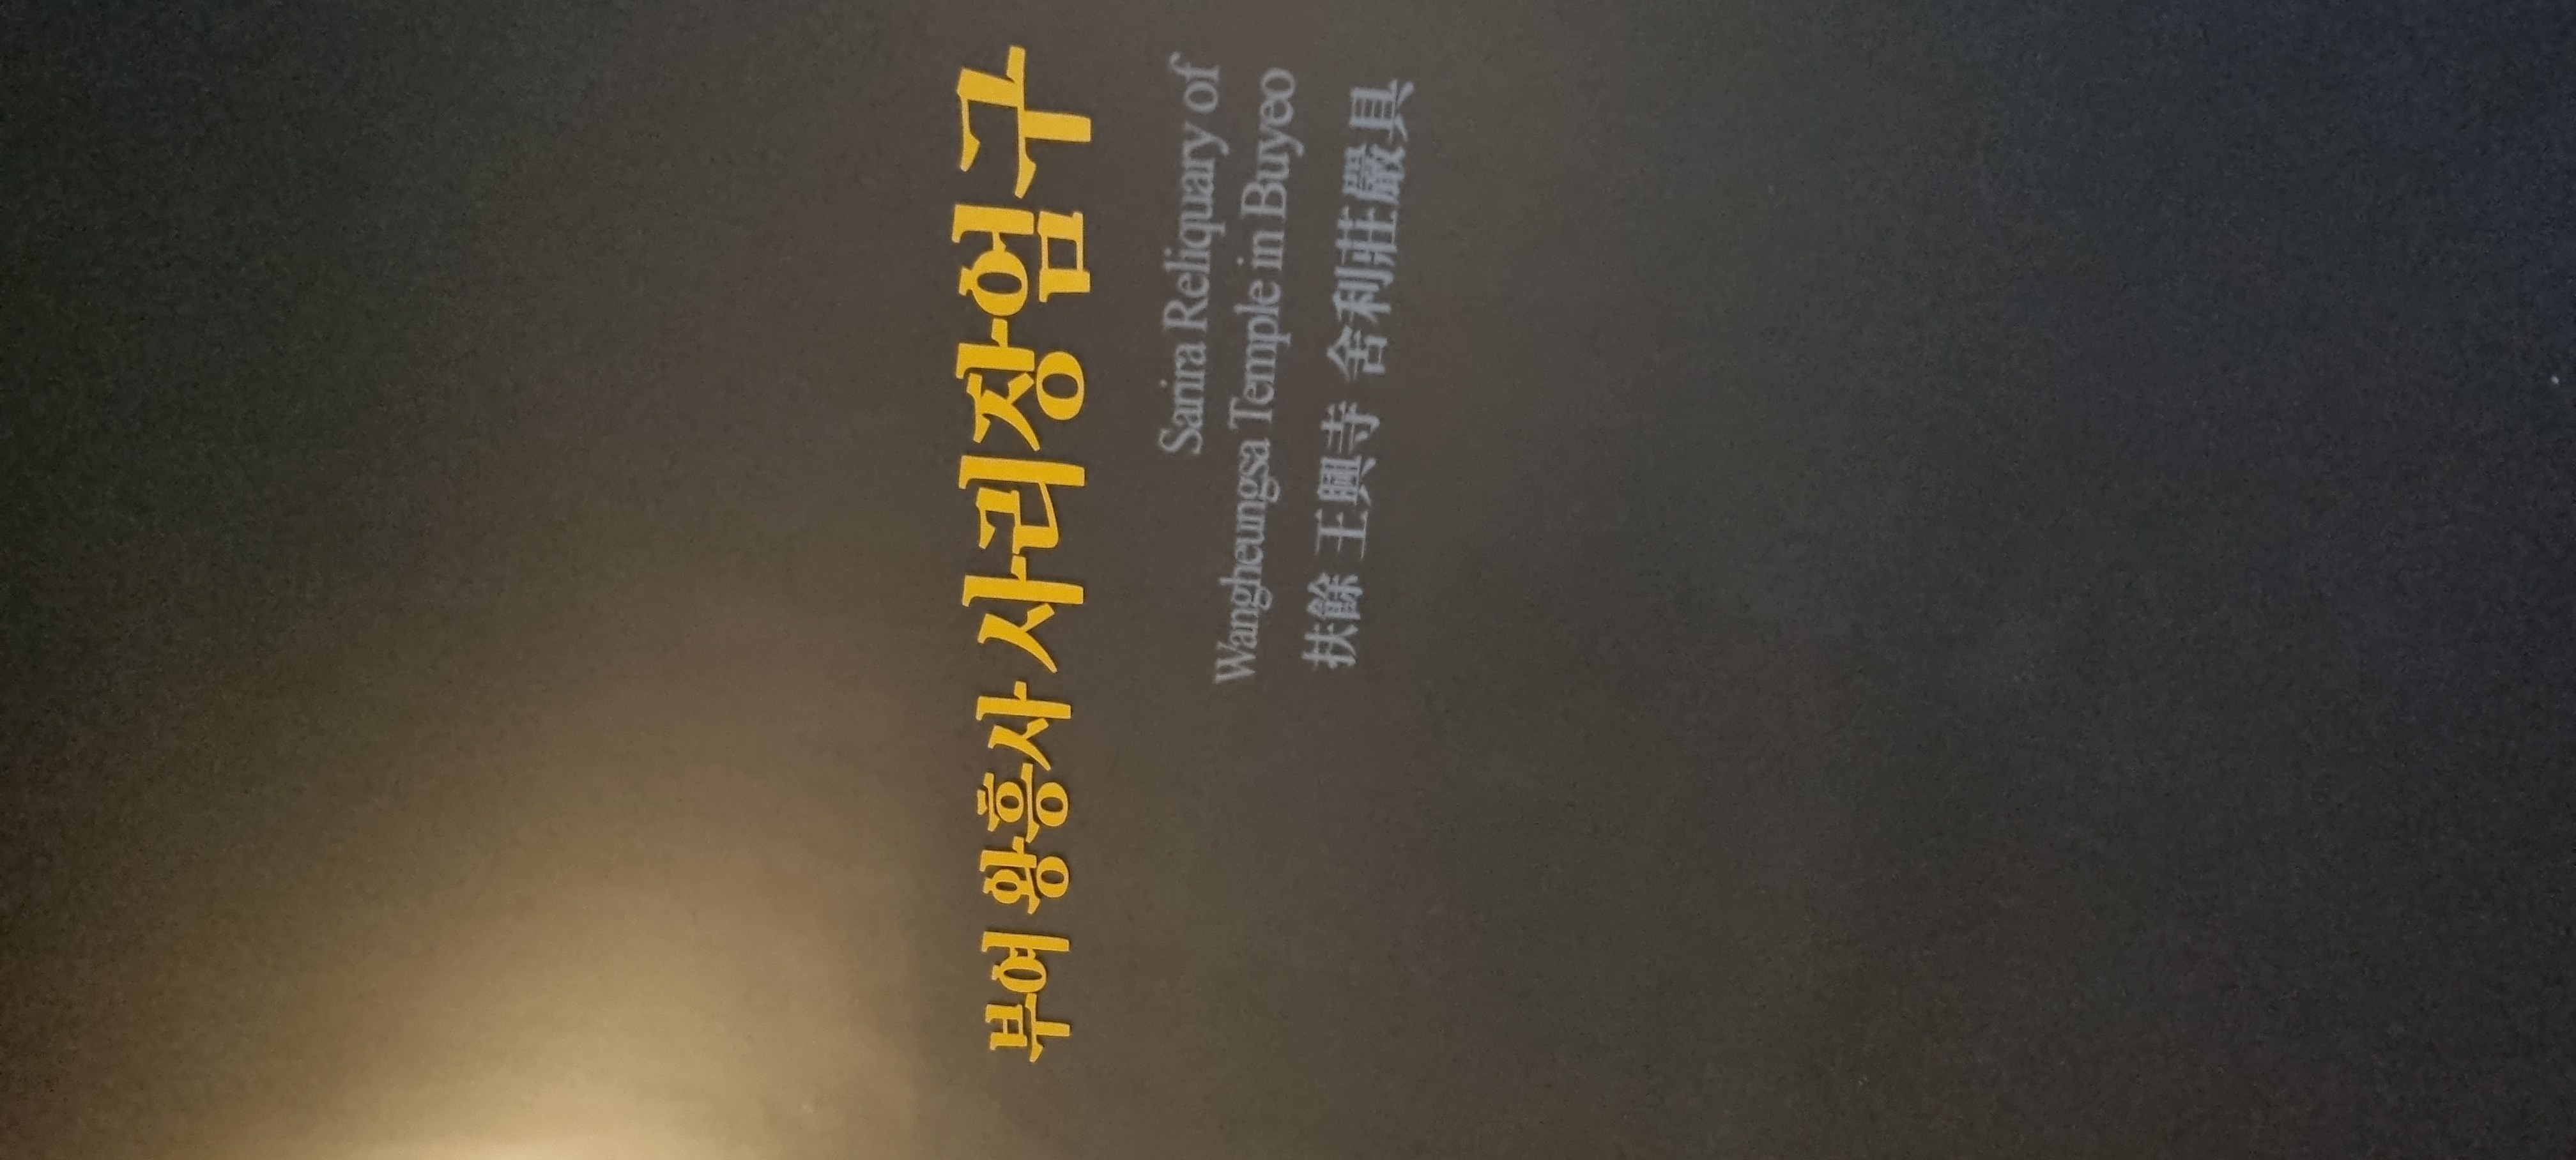 부여 왕흥사 사리장엄구
Sarira Reliquary of
Wangheungsa Temple in Buyeo
扶餘 王興寺 舍利莊嚴具